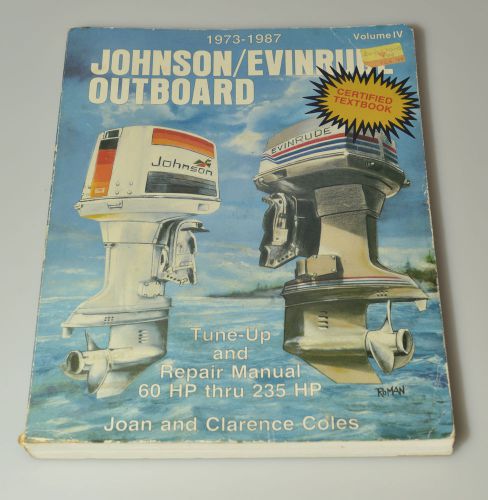 1973-1987
Volume IV
JOHNSON/EVINRUDE
OUTBOARD
CERTIFIED
TEXTBOOK
Johnson
EVINRUDE
Tune-Up
and
Repair Manual
60 HP thru 235 HP
ROMAN
Joan and Clarence Coles